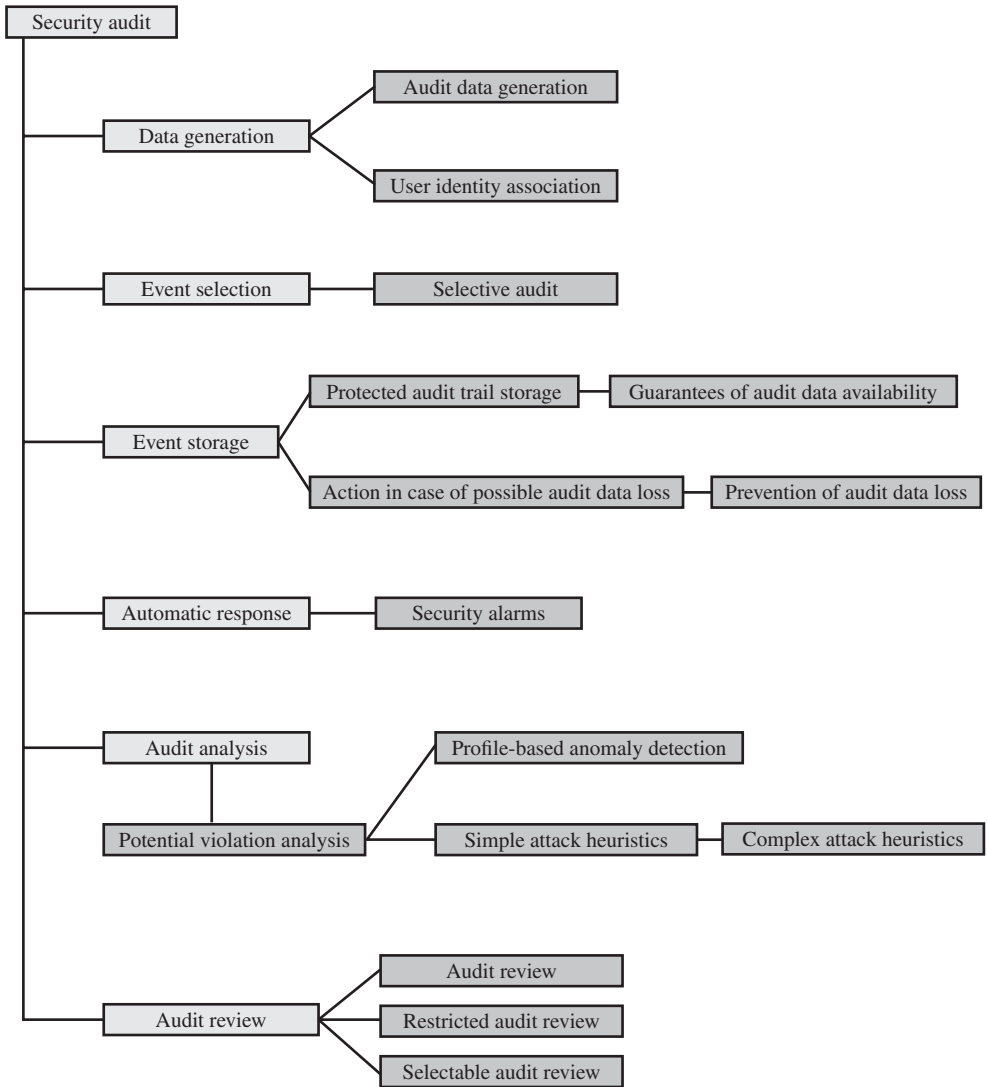 Security audit
Audit data generation
Data generation
User identity association
Event selection
Selective audit
Protected audit trail storage
Guarantees of audit data availability
Event storage
Action in case of possible audit data loss
Prevention of audit data loss
Automatic response
Security alarms
Audit analysis
Profile-based anomaly detection
Potential violation analysis
Simple attack heuristics
Complex attack heuristics
Audit review
Audit review
Restricted audit review
Selectable audit review